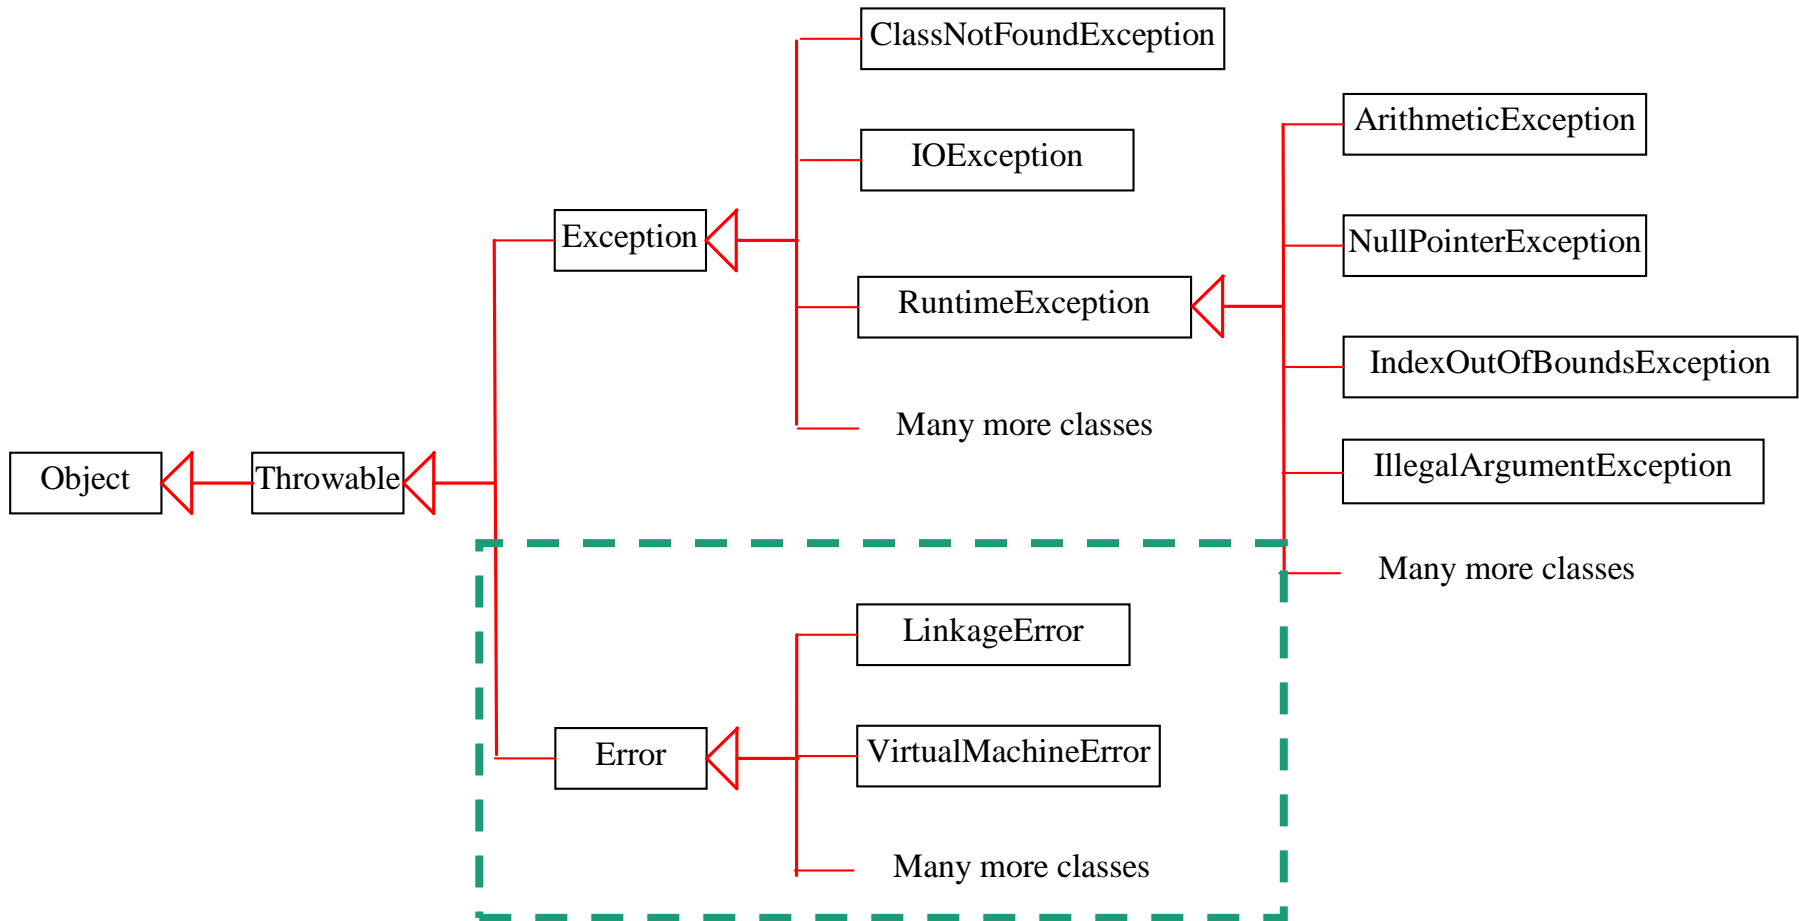 ClassNotFoundException
ArithmeticException
IOException
NullPointerException
Exception
RuntimeException
IndexOutOfBoundsException
Many more classes
IllegalArgumentException
Object
Throwable
Many more classes
LinkageError
Error
VirtualMachineError
Many more classes